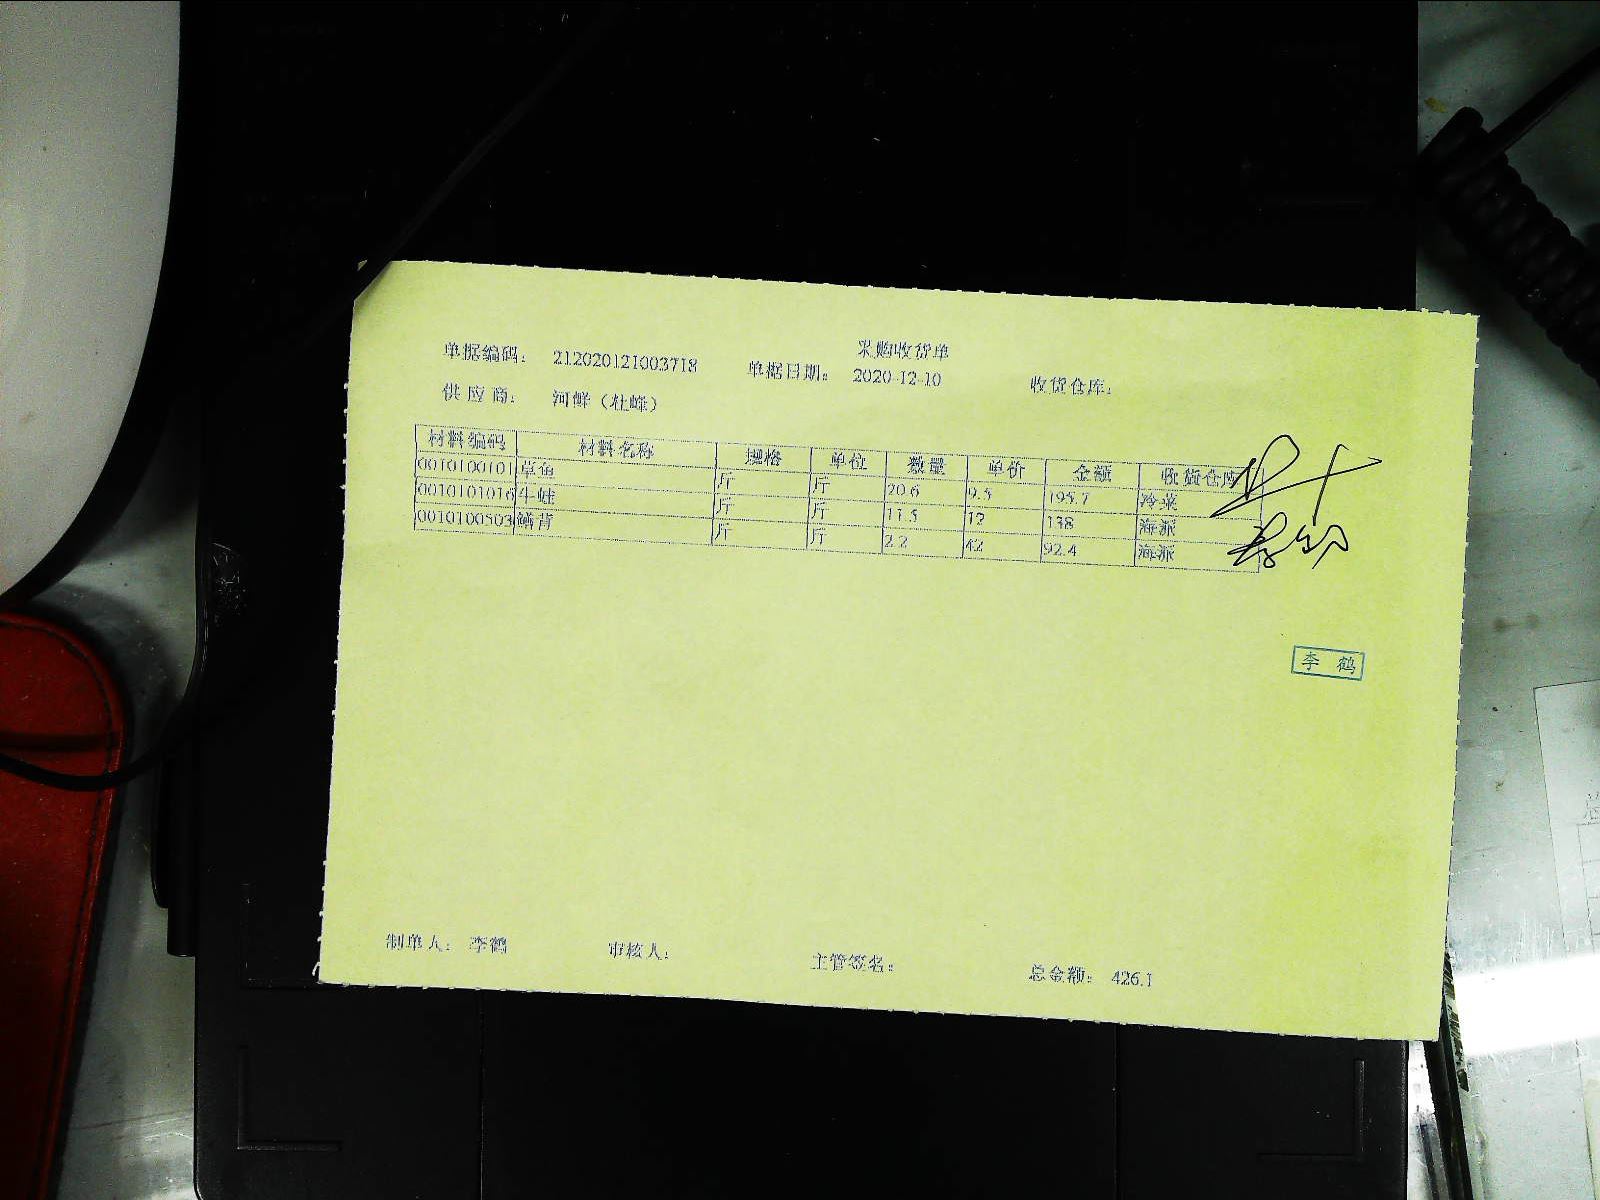 采购收货单
单据编码： 212020121003718 单据日期： 2020-12-10 收货仓库：
供应商： 河鲜（杜峰）
材料编码 材料名称 规格 单位 数量 单价 金额 收货仓库
0010100101 草鱼 斤 斤 20.6 9.5 195.7 冷菜
0010101016 牛蛙 斤 斤 11.5 12 138 海派
0010100503 鳝背 斤 斤 2.2 42 92.4 海派
李鹤
制单人： 李鹤 审核人： 主管签名： 总金额： 426.1